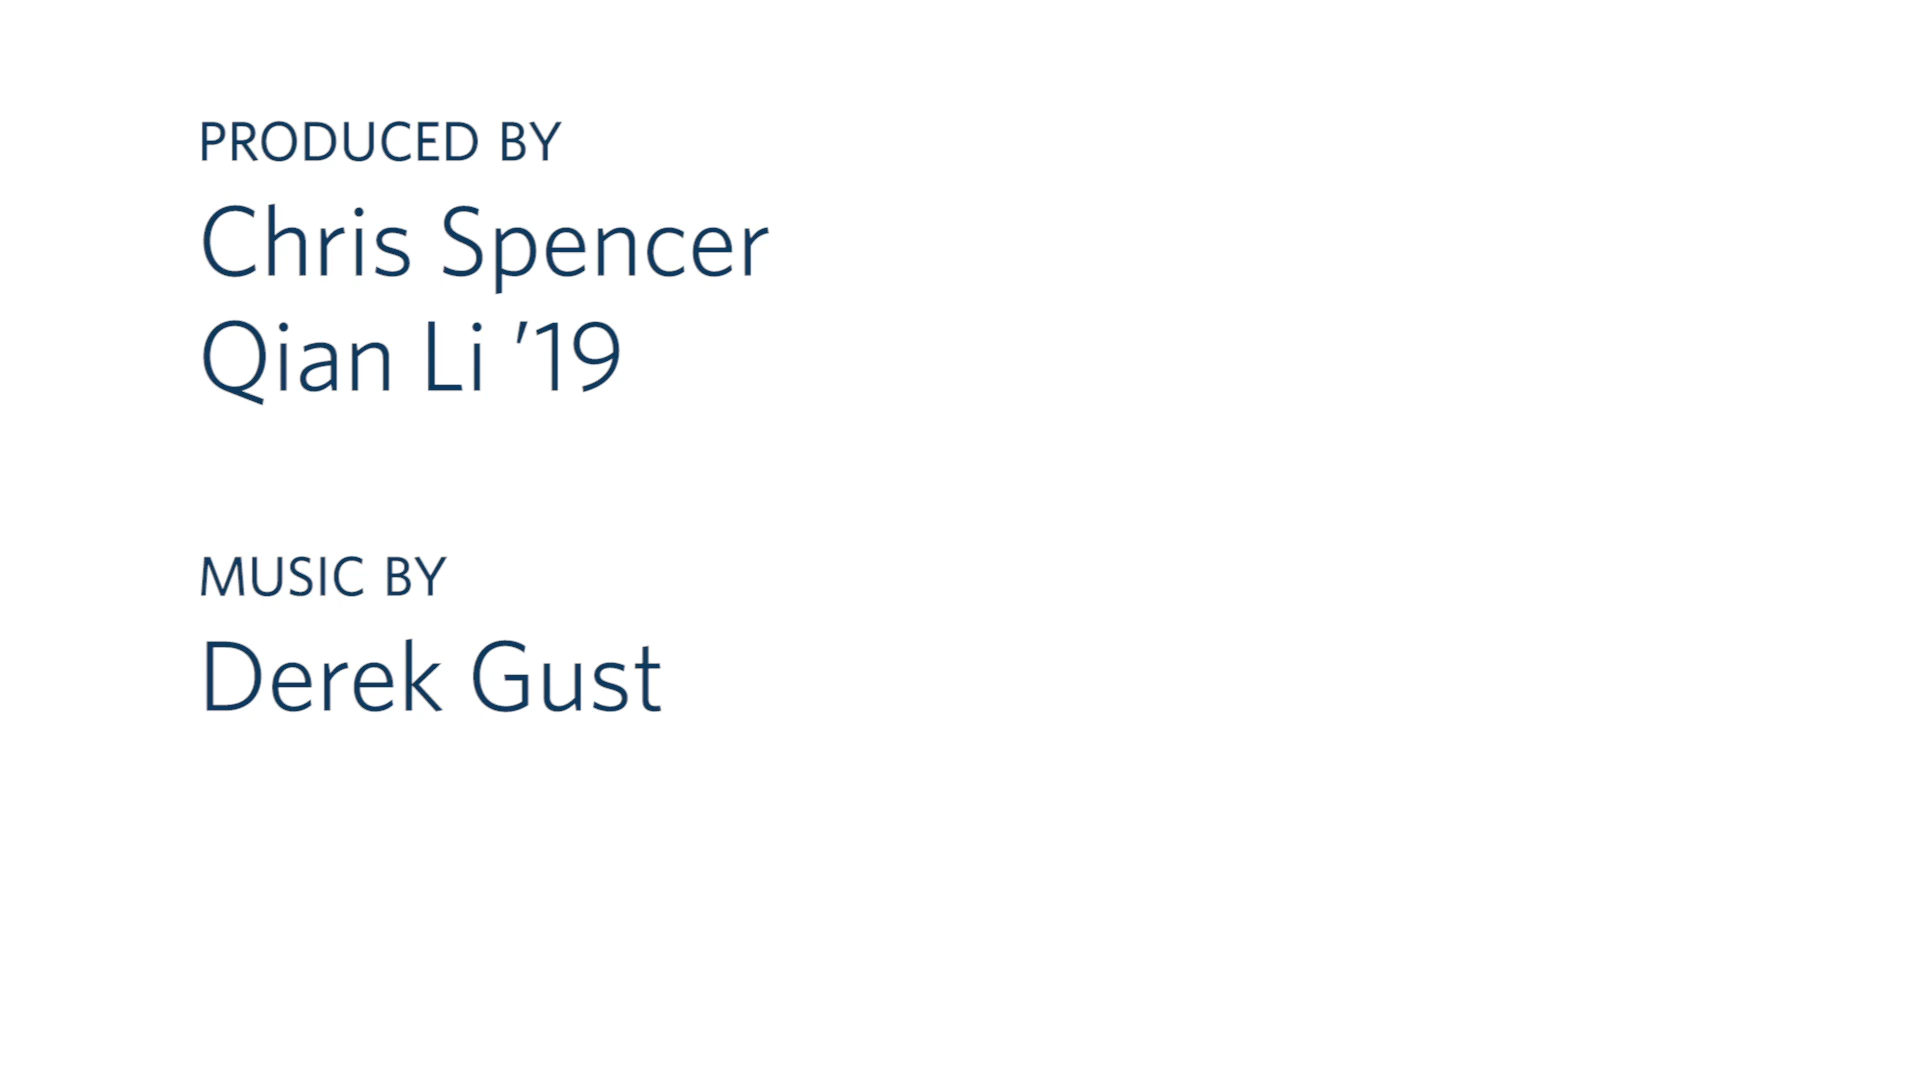 PRODUCED BY
Chris Spencer
Qian Li ’19
MUSIC BY
Derek Gust